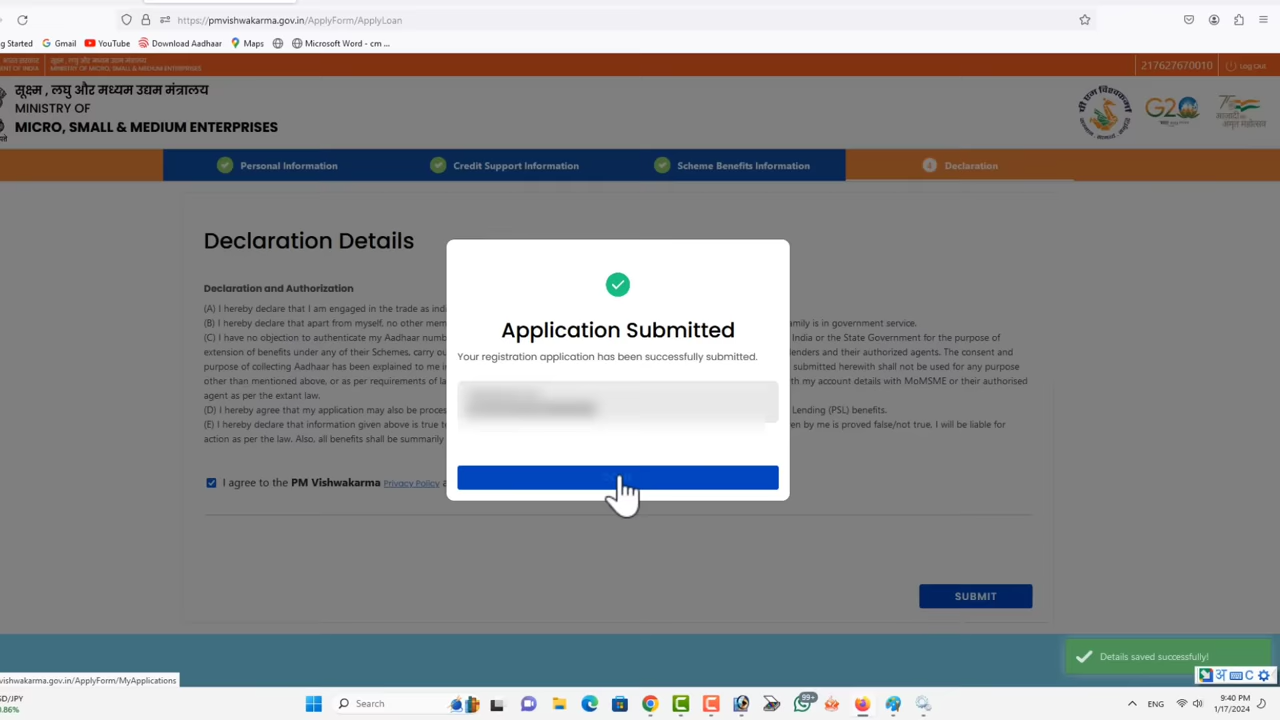 https://pmvishwakarma.gov.in/ApplyForm/ApplyLoan
Started
Gmail
YouTube
Download Aadhaar
Maps
Microsoft Word - cm ...
217627670010
Log Out
सूक्ष्म , लघु और मध्यम उद्यम मंत्रालय
MINISTRY OF
MICRO, SMALL & MEDIUM ENTERPRISES
G20
Personal Information
Credit Support Information
Scheme Benefits Information
4
Declaration
Declaration Details
Declaration and Authorization
(A) I hereby declare that I am engaged in the trade as
(B) I hereby declare that apart from myself, no other
family is in government service.
(C) I have no objection to authenticate my Aadhaar
India or the State Government for the purpose of
extension of benefits under any of their Schemes, carry
lenders and their authorized agents. The consent and
purpose of collecting Aadhaar has been explained to me
submitted herewith shall not be used for any purpose
other than mentioned above, or as per requirements of
with my account details with MoMSME or their authorised
agent as per the extant law.
(D) I hereby agree that my application may also be
Lending (PSL) benefits.
(E) I hereby declare that information given above is true
by me is proved false/not true, I will be liable for
action as per the law. Also, all benefits shall be summarily
I agree to the PM Vishwakarma Privacy Policy
Application Submitted
Your registration application has been successfully submitted.
SUBMIT
Details saved successfully!
vishwakarma.gov.in/ApplyForm/MyApplications
अ
C
SD/JPY
0.86%
Search
99+
ENG
9:40 PM
1/17/2024